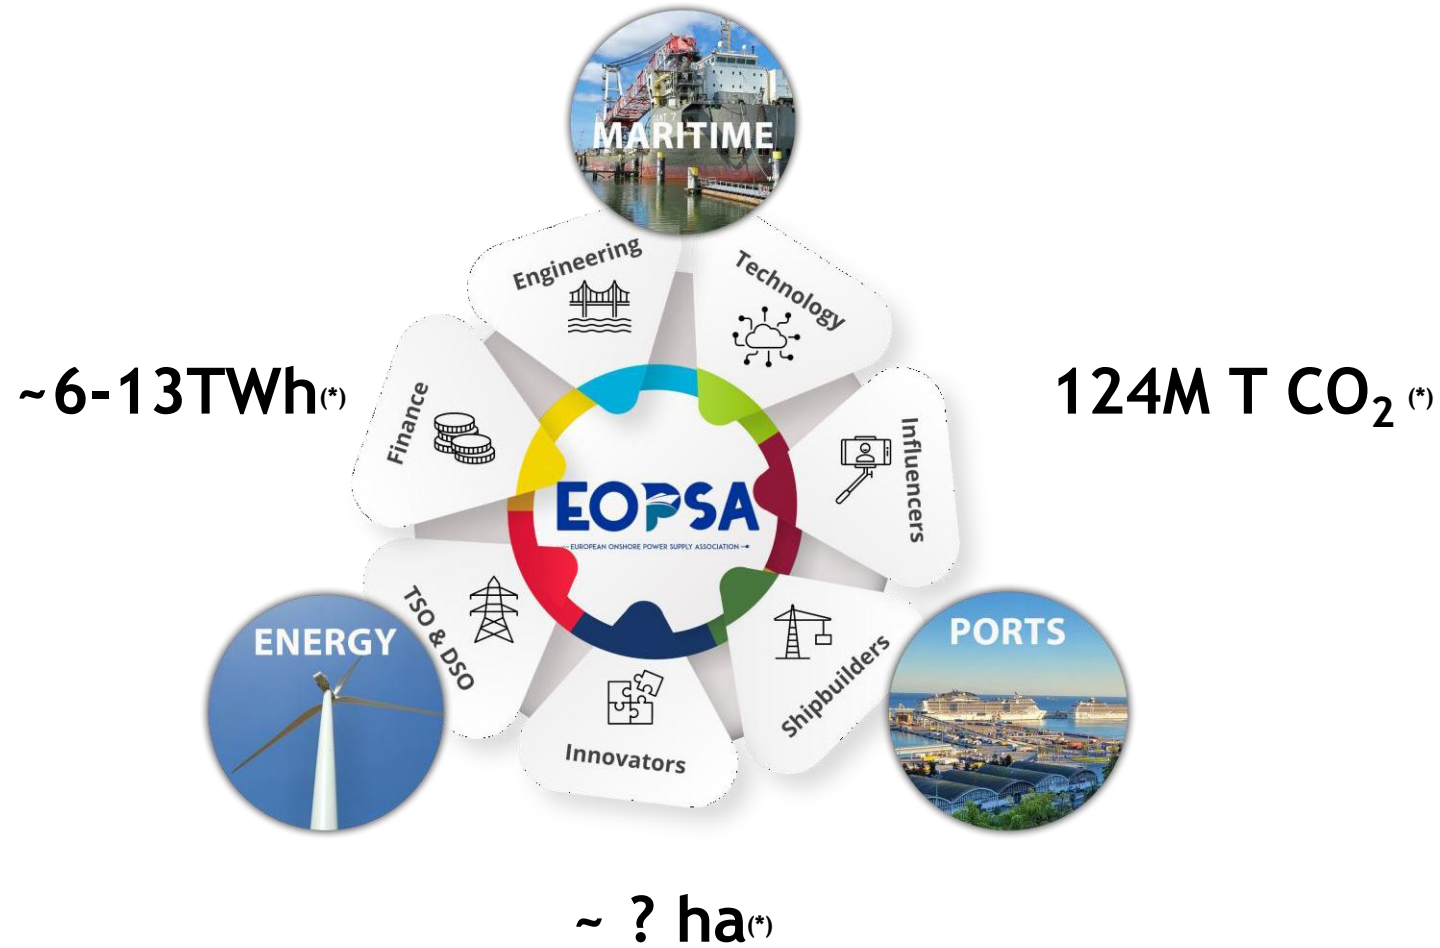 MARITIME
Engineering
Technology
~6-13TWh(*)
124M T CO₂ (*)
Finance
Influencers
EOPSA
EUROPEAN ONSHORE POWER SUPPLY ASSOCIATION
TSO & DSO
Shipbuilders
ENERGY
PORTS
Innovators
~ ? ha(*)